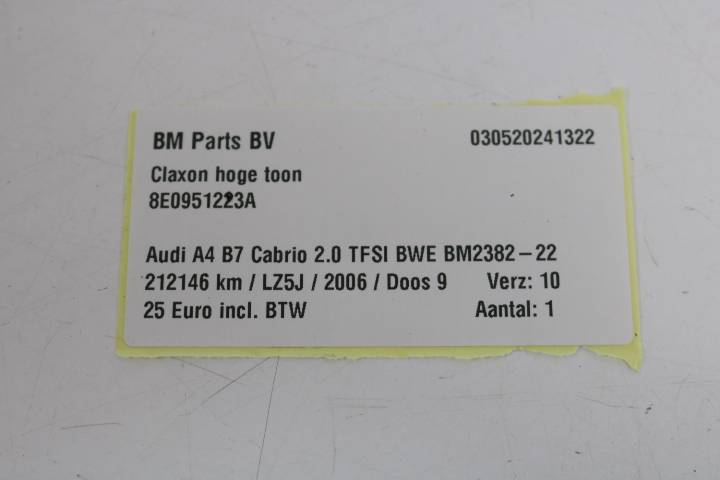 BM Parts BV 030520241322
Claxon hoge toon
8E0951223A
Audi A4 B7 Cabrio 2.0 TFSI BWE BM2382-22
212146 km / LZ5J / 2006 / Doos 9 Verz: 10
25 Euro incl. BTW Aantal: 1